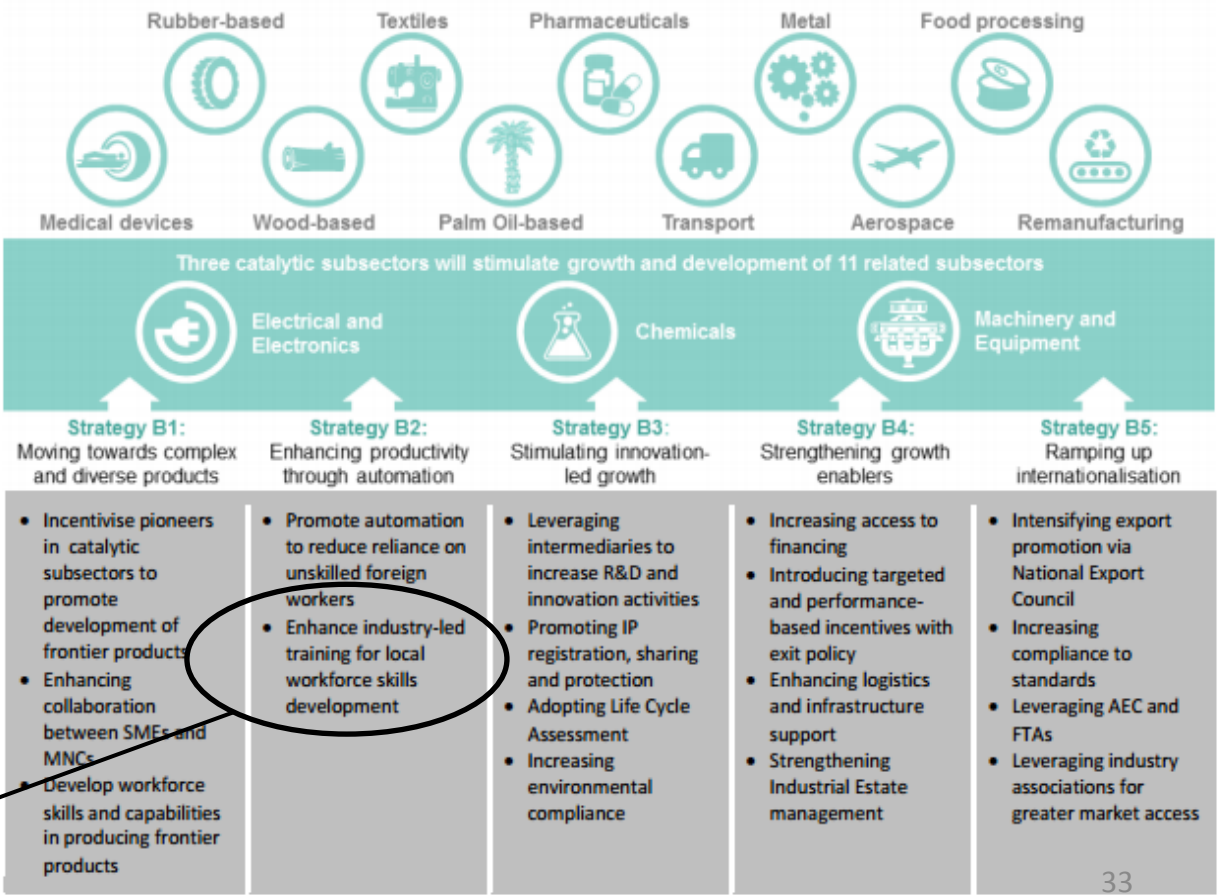 Rubber-based
Textiles
Pharmaceuticals
Metal
Food processing
Medical devices
Wood-based
Palm Oil-based
Transport
Aerospace
Remanufacturing
Three catalytic subsectors will stimulate growth and development of 11 related subsectors
Electrical and
Electronics
Chemicals
Machinery and
Equipment
Strategy B1:
Moving towards complex
and diverse products
Strategy B2:
Enhancing productivity
through automation
Strategy B3:
Stimulating innovation-
led growth
Strategy B4:
Strengthening growth
enablers
Strategy B5:
Ramping up
internationalisation
• Incentivise pioneers
in catalytic
subsectors to
promote
development of
frontier products
• Enhancing
collaboration
between SMEs and
MNCs
• Develop workforce
skills and capabilities
in producing frontier
products
• Promote automation
to reduce reliance on
unskilled foreign
workers
• Enhance industry-led
training for local
workforce skills
development
• Leveraging
intermediaries to
increase R&D and
innovation activities
• Promoting IP
registration, sharing
and protection
• Adopting Life Cycle
Assessment
• Increasing
environmental
compliance
• Increasing access to
financing
• Introducing targeted
and performance-
based incentives with
exit policy
• Enhancing logistics
and infrastructure
support
• Strengthening
Industrial Estate
management
• Intensifying export
promotion via
National Export
Council
• Increasing
compliance to
standards
• Leveraging AEC and
FTAs
• Leveraging industry
associations for
greater market access
33